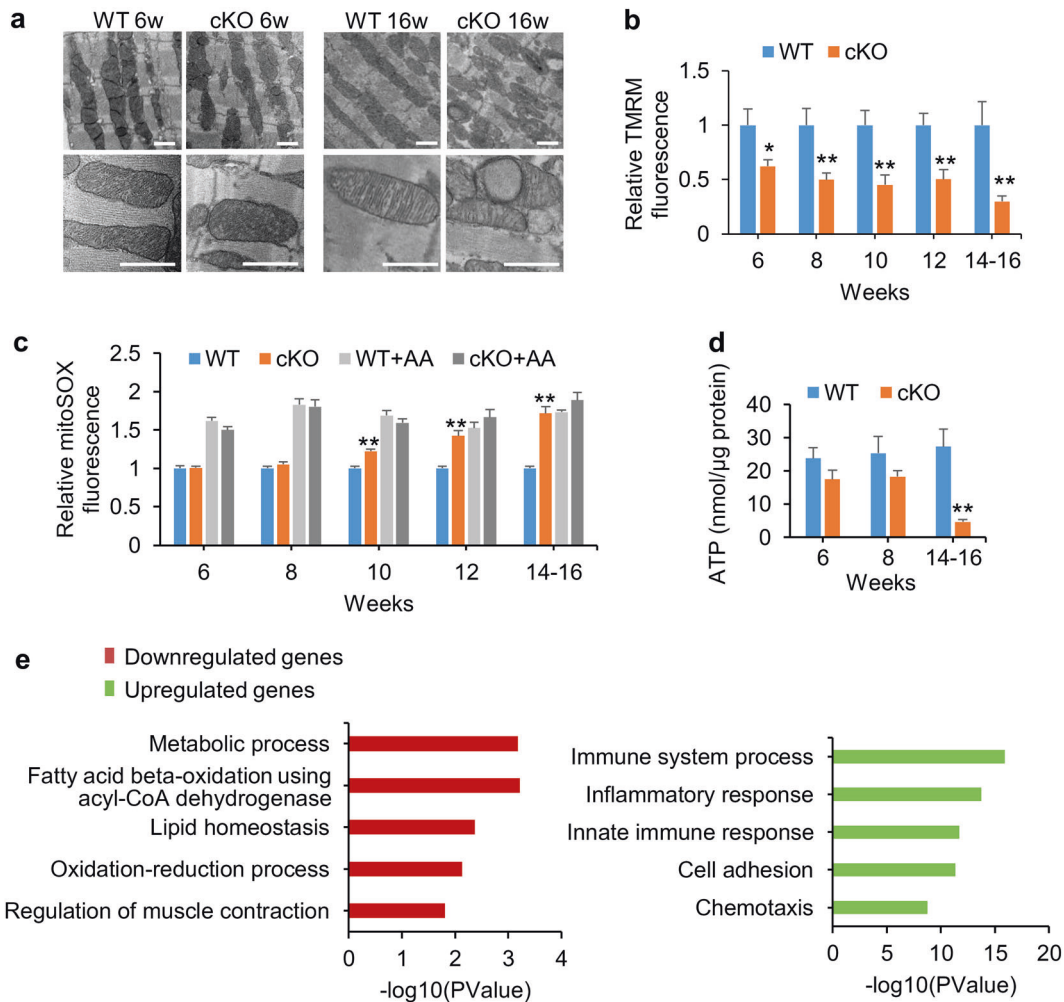 a
WT 6w
cKO 6w
WT 16w
cKO 16w
b
WT
cKO
Relative TMRM
fluorescence
1.5
1
0.5
0
*
**
**
**
**
6
8
10
12
14-16
Weeks
c
WT
cKO
WT+AA
cKO+AA
Relative mitoSOX
fluorescence
2.5
2
1.5
1
0
**
**
**
6
8
10
12
14-16
Weeks
d
WT
cKO
ATP (nmol/µg protein)
40
30
20
10
0
**
6
8
14-16
Weeks
e
Downregulated genes
Upregulated genes
Metabolic process
Fatty acid beta-oxidation using
acyl-CoA dehydrogenase
Lipid homeostasis
Oxidation-reduction process
Regulation of muscle contraction
0
1
2
3
4
-log10(PValue)
Immune system process
Inflammatory response
Innate immune response
Cell adhesion
Chemotaxis
0
5
10
15
20
-log10(PValue)